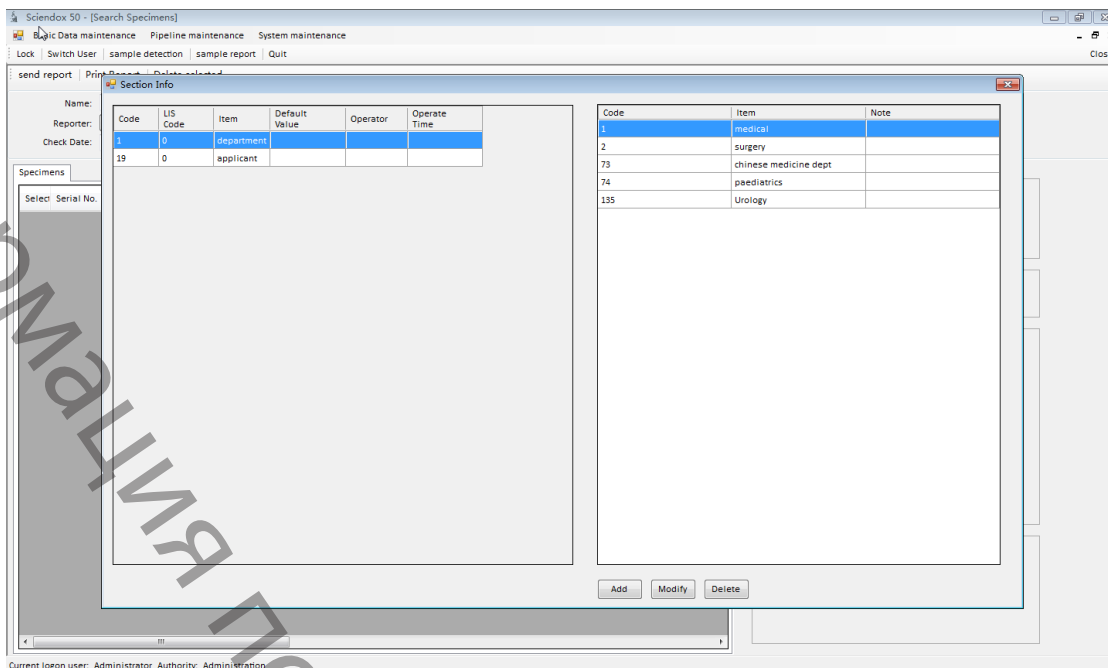 Sciendox 50 - [Search Specimens]
Basic Data maintenance Pipeline maintenance System maintenance
Lock Switch User sample detection sample report Quit Clos
send report Print Report Delete selected
Section Info
Name:
Reporter:
Check Date:
Specimens
Select Serial No.
Code LIS Code Item Default Value Operator Operate Time
1 0 department
19 0 applicant
Code Item Note
1 medical
2 surgery
73 chinese medicine dept
74 paediatrics
135 Urology
Add Modify Delete
Current logon user: Administrator Authority: Administration
рмация п